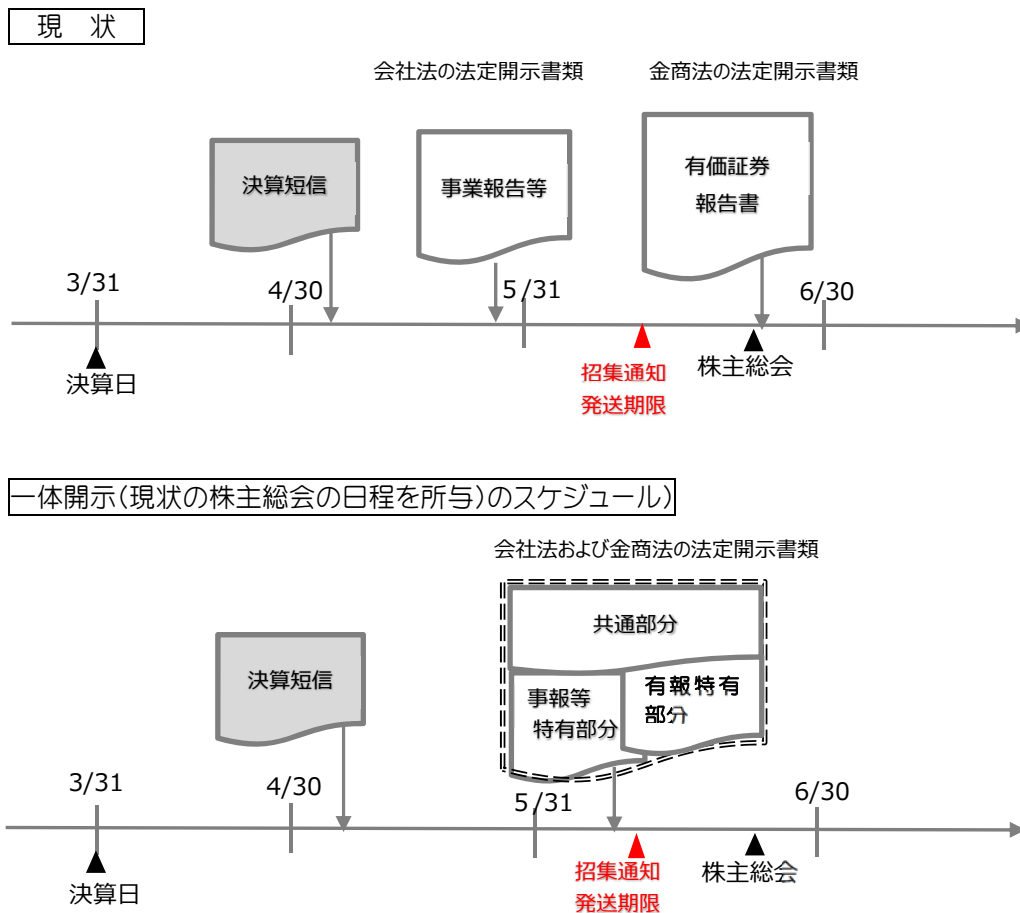 現　状
会社法の法定開示書類
金商法の法定開示書類
決算短信
事業報告等
有価証券
報告書
3/31
4/30
5/31
6/30
決算日
招集通知
発送期限
株主総会
一体開示(現状の株主総会の日程を所与)のスケジュール)
会社法および金商法の法定開示書類
共通部分
決算短信
事報等
特有部分
有報特有
部分
3/31
4/30
5/31
6/30
決算日
招集通知
発送期限
株主総会